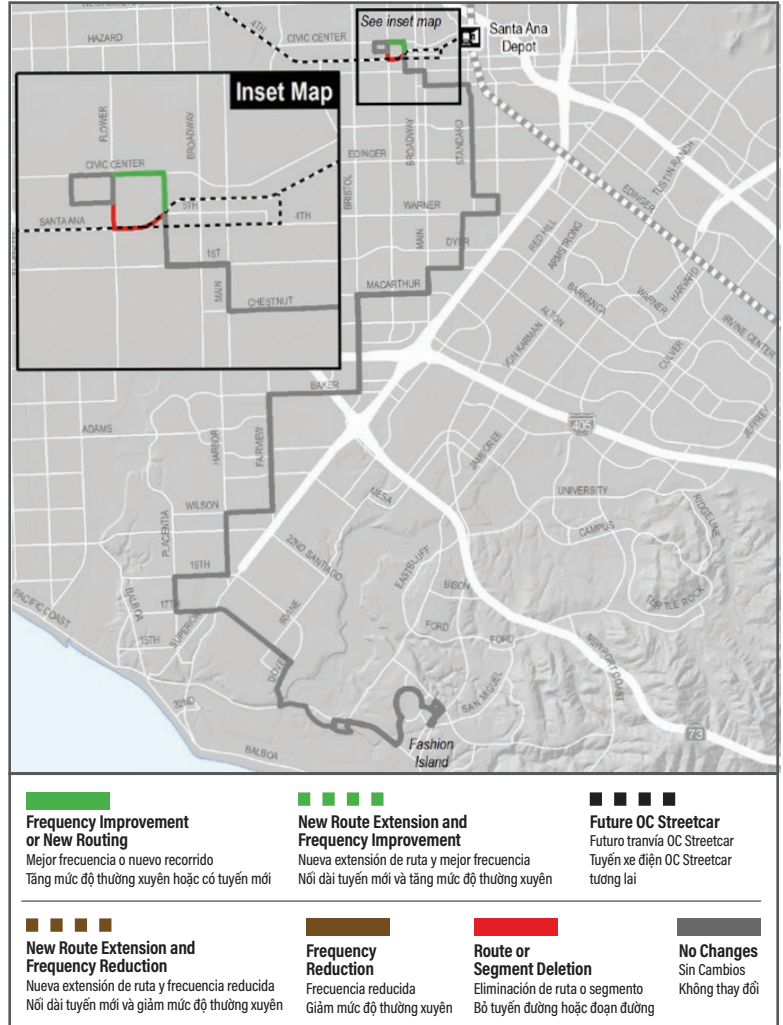 4TH
CIVIC CENTER
HAZARD
See inset map
Santa Ana
Depot
Inset Map
FLOWER
BROADWAY
CIVIC CENTER
5TH
SANTA ANA
4TH
1ST
MAIN
CHESTNUT
BROADWAY
STANDARD
EDINGER
BRISTOL
WARNER
MAIN
DYER
MACARTHUR
TUSTIN RANCH
EDINGER
RED HILL
ARMSTRONG
WARNER
HARVARD
BARRANCA
ALTON
IRVINE CENTER
CULVER
JEFFREY
BAKER
405
ADAMS
HARBOR
FAIRVIEW
JAMBOREE
MESA
UNIVERSITY
RIDGELINE
CAMPUS
WILSON
PLACENTIA
22ND
SANTIAGO
EASTBLUFF
19TH
BISON
TURTLE ROCK
BALBOA
17TH
PACIFIC COAST
SUPERIOR
15TH
IRVINE
FORD
FORD
NEWPORT COAST
DOVE
SAN MIGUEL
32ND
BALBOA
Fashion
Island
73
Frequency Improvement
or New Routing
Mejor frecuencia o nuevo recorrido
Tăng mức độ thường xuyên hoặc có tuyến mới
New Route Extension and
Frequency Improvement
Nueva extensión de ruta y mejor frecuencia
Nối dài tuyến mới và tăng mức độ thường xuyên
Future OC Streetcar
Futuro tranvía OC Streetcar
Tuyến xe điện OC Streetcar
tương lai
New Route Extension and
Frequency Reduction
Nueva extensión de ruta y frecuencia reducida
Nối dài tuyến mới và giảm mức độ thường xuyên
Frequency
Reduction
Frecuencia reducida
Giảm mức độ thường xuyên
Route or
Segment Deletion
Eliminación de ruta o segmento
Bỏ tuyến đường hoặc đoạn đường
No Changes
Sin Cambios
Không thay đổi